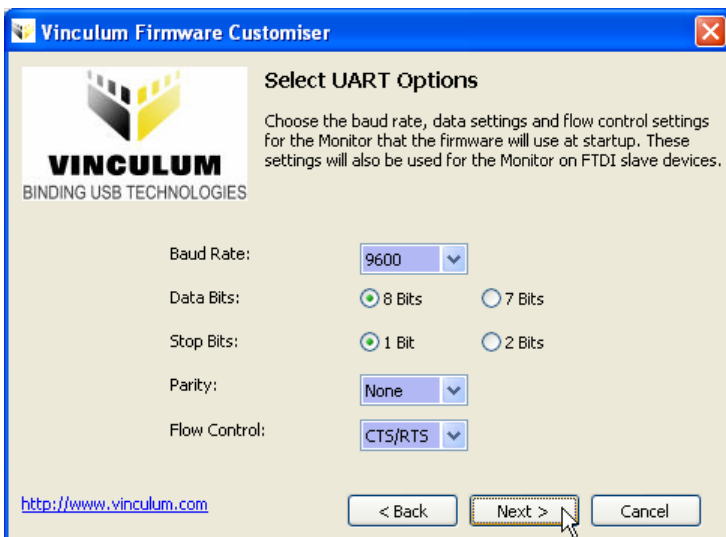 Vinculum Firmware Customiser
VINCULUM
BINDING USB TECHNOLOGIES
Select UART Options
Choose the baud rate, data settings and flow control settings
for the Monitor that the firmware will use at startup. These
settings will also be used for the Monitor on FTDI slave devices.
Baud Rate: 9600
Data Bits: 8 Bits 7 Bits
Stop Bits: 1 Bit 2 Bits
Parity: None
Flow Control: CTS/RTS
http://www.vinculum.com < Back Next > Cancel